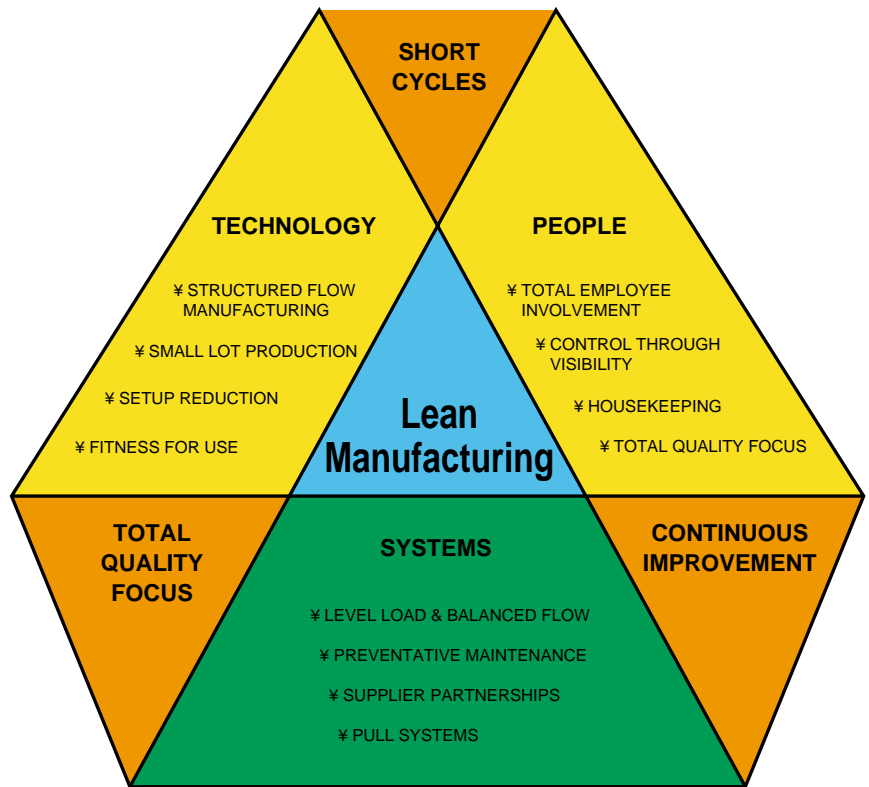 SHORT
CYCLES
TECHNOLOGY
¥ STRUCTURED FLOW
MANUFACTURING
¥ SMALL LOT PRODUCTION
¥ SETUP REDUCTION
¥ FITNESS FOR USE
PEOPLE
¥ TOTAL EMPLOYEE
INVOLVEMENT
¥ CONTROL THROUGH
VISIBILITY
¥ HOUSEKEEPING
¥ TOTAL QUALITY FOCUS
Lean
Manufacturing
TOTAL
QUALITY
FOCUS
SYSTEMS
¥ LEVEL LOAD & BALANCED FLOW
¥ PREVENTATIVE MAINTENANCE
¥ SUPPLIER PARTNERSHIPS
¥ PULL SYSTEMS
CONTINUOUS
IMPROVEMENT